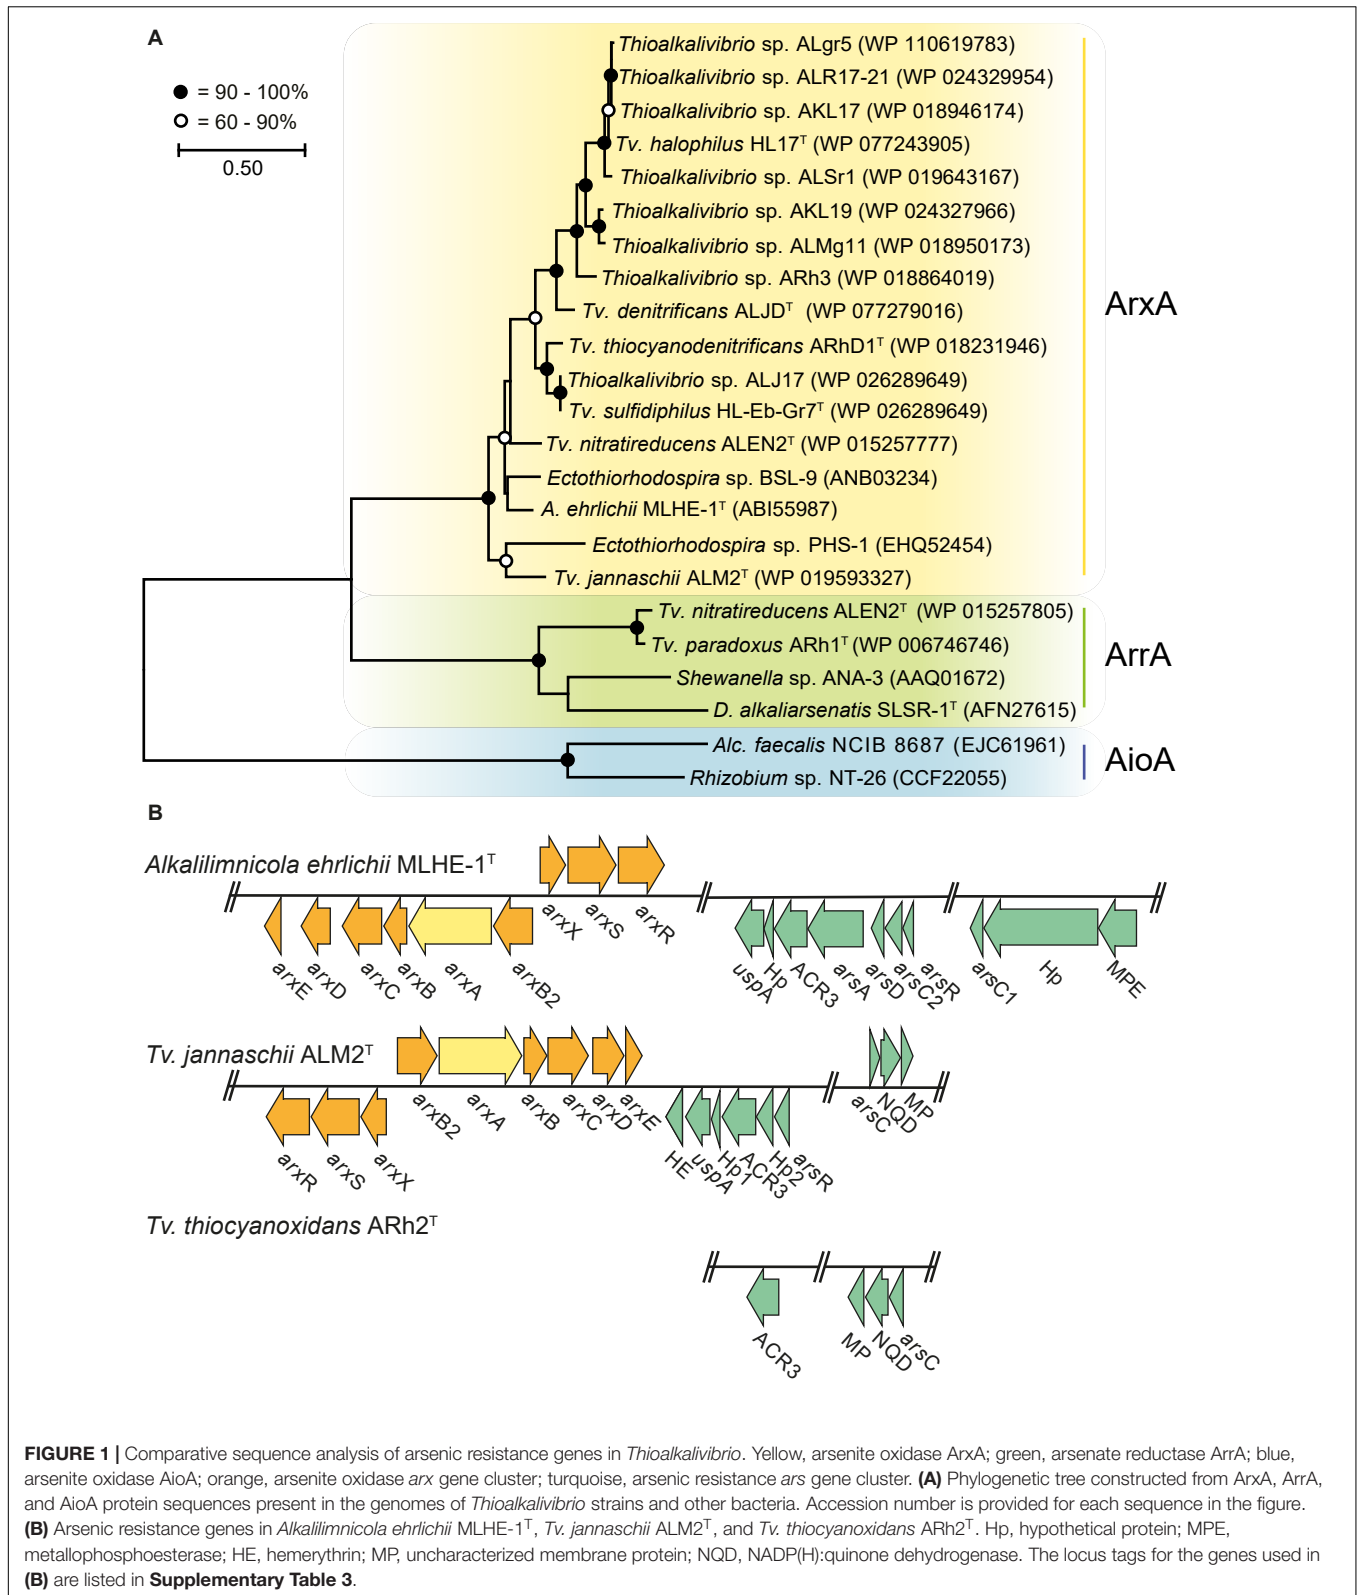 A
= 90 - 100%
= 60 - 90%
0.50
Thioalkalivibrio sp. ALgr5 (WP 110619783)
Thioalkalivibrio sp. ALR17-21 (WP 024329954)
Thioalkalivibrio sp. AKL17 (WP 018946174)
Tv. halophilus HL17ᵀ (WP 077243905)
Thioalkalivibrio sp. ALSr1 (WP 019643167)
Thioalkalivibrio sp. AKL19 (WP 024327966)
Thioalkalivibrio sp. ALMg11 (WP 018950173)
Thioalkalivibrio sp. ARh3 (WP 018864019)
Tv. denitrificans ALJDᵀ (WP 077279016)
Tv. thiocyanodenitrificans ARhD1ᵀ (WP 018231946)
Thioalkalivibrio sp. ALJ17 (WP 026289649)
Tv. sulfidiphilus HL-Eb-Gr7ᵀ (WP 026289649)
Tv. nitratireducens ALEN2ᵀ (WP 015257777)
Ectothiorhodospira sp. BSL-9 (ANB03234)
A. ehrlichii MLHE-1ᵀ (ABI55987)
Ectothiorhodospira sp. PHS-1 (EHQ52454)
Tv. jannaschii ALM2ᵀ (WP 019593327)
ArxA
Tv. nitratireducens ALEN2ᵀ (WP 015257805)
Tv. paradoxus ARh1ᵀ (WP 006746746)
Shewanella sp. ANA-3 (AAQ01672)
D. alkaliarsenatis SLSR-1ᵀ (AFN27615)
ArrA
Alc. faecalis NCIB 8687 (EJC61961)
Rhizobium sp. NT-26 (CCF22055)
AioA
B
Alkalilimnicola ehrlichii MLHE-1ᵀ
arxX arxS arxR
arxE arxD arxC arxB arxA arxB2 uspA Hp ACR3 arsA arsD arsC2 arsR arsC1 Hp MPE
Tv. jannaschii ALM2ᵀ
arxB2 arxA arxB arxC arxD arxE arsC NQD MP
arxR arxS arxX HE uspA Hp1 ACR3 Hp2 arsR
Tv. thiocyanoxidans ARh2ᵀ
ACR3 MP NQD arsC
FIGURE 1 | Comparative sequence analysis of arsenic resistance genes in Thioalkalivibrio. Yellow, arsenite oxidase ArxA; green, arsenate reductase ArrA; blue,
arsenite oxidase AioA; orange, arsenite oxidase arx gene cluster; turquoise, arsenic resistance ars gene cluster. (A) Phylogenetic tree constructed from ArxA, ArrA,
and AioA protein sequences present in the genomes of Thioalkalivibrio strains and other bacteria. Accession number is provided for each sequence in the figure.
(B) Arsenic resistance genes in Alkalilimnicola ehrlichii MLHE-1ᵀ, Tv. jannaschii ALM2ᵀ, and Tv. thiocyanoxidans ARh2ᵀ. Hp, hypothetical protein; MPE,
metallophosphoesterase; HE, hemerythrin; MP, uncharacterized membrane protein; NQD, NADP(H):quinone dehydrogenase. The locus tags for the genes used in
(B) are listed in Supplementary Table 3.